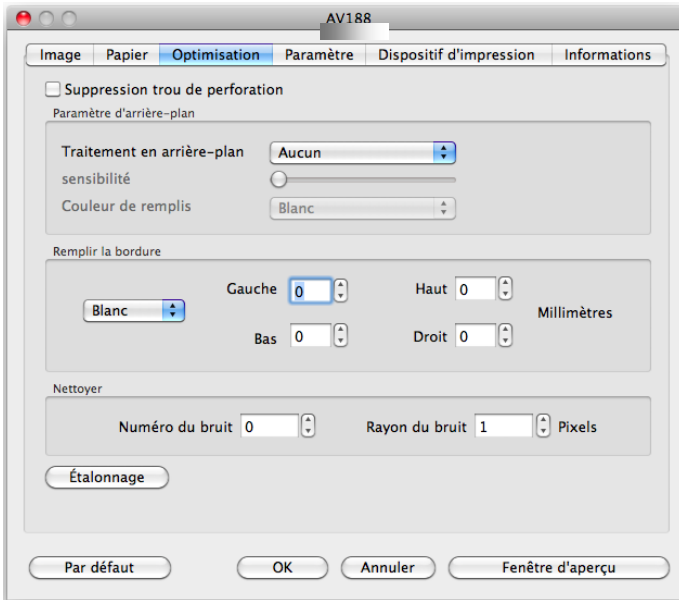 AV188
Image Papier Optimisation Paramètre Dispositif d'impression Informations
Suppression trou de perforation
Paramètre d'arrière-plan
Traitement en arrière-plan Aucun
sensibilité
Couleur de remplis Blanc
Remplir la bordure
Gauche 0 Haut 0
Blanc Millimètres
Bas 0 Droit 0
Nettoyer
Numéro du bruit 0 Rayon du bruit 1 Pixels
Étalonnage
Par défaut OK Annuler Fenêtre d'aperçu